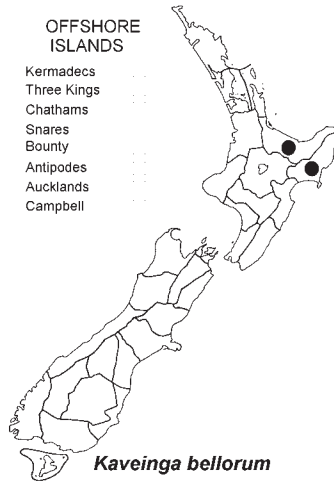 OFFSHORE
ISLANDS
Kermadecs
Three Kings
Chathams
Snares
Bounty
Antipodes
Aucklands
Campbell
Kaveinga bellorum